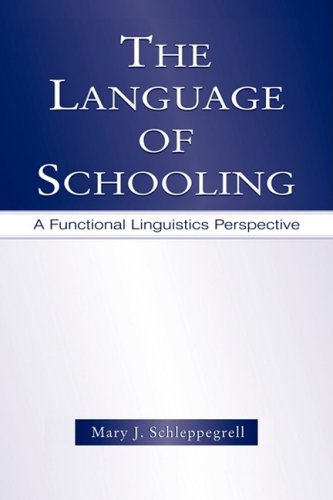 THE
LANGUAGE
OF
SCHOOLING
A Functional Linguistics Perspective
Mary J. Schleppegrell